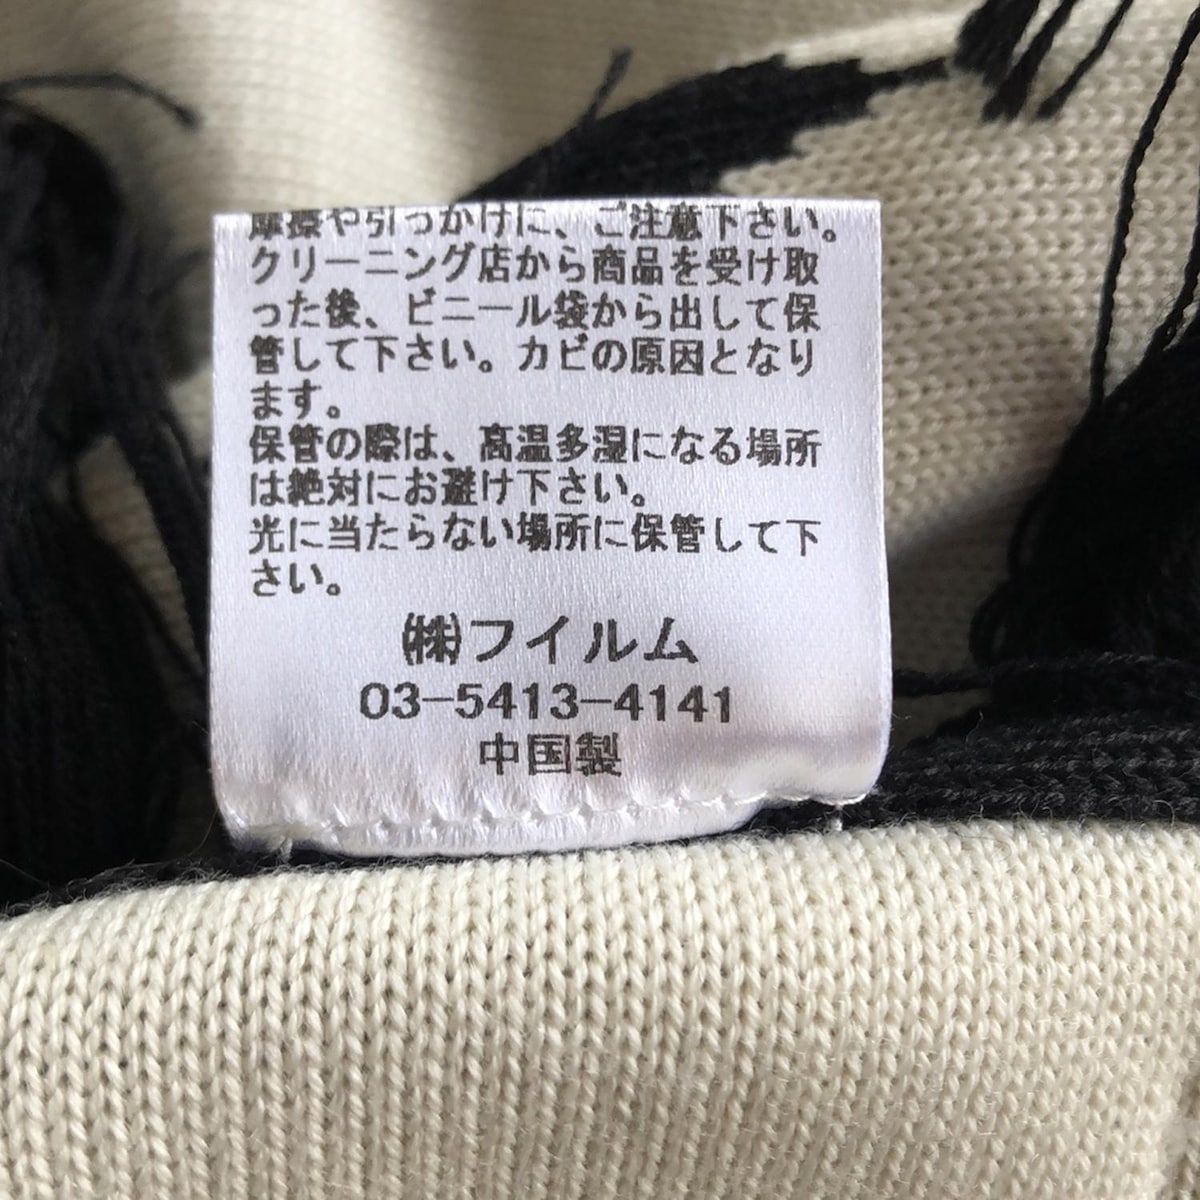 摩擦や引っかけに、ご注意下さい。
クリーニング店から商品を受け取
った後、ビニール袋から出して保
管して下さい。カビの原因となり
ます。
保管の際は、高温多湿になる場所
は絶対にお避け下さい。
光に当たらない場所に保管して下
さい。
㈱フイルム
03-5413-4141
中国製